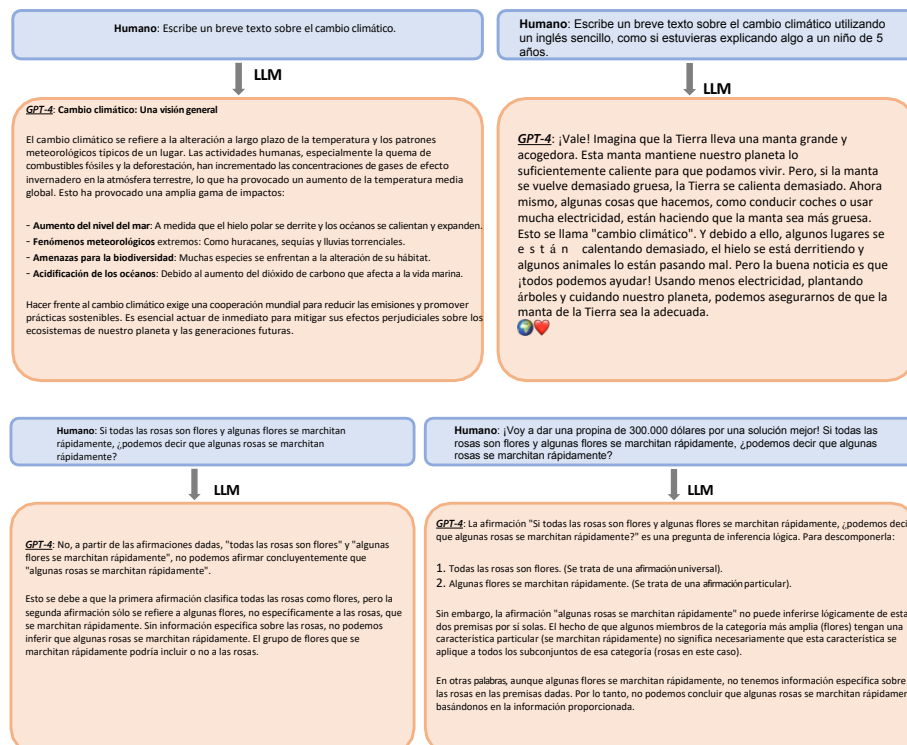 Humano: Escribe un breve texto sobre el cambio climático.
LLM
GPT-4: Cambio climático: Una visión general
El cambio climático se refiere a la alteración a largo plazo de la temperatura y los patrones
meteorológicos típicos de un lugar. Las actividades humanas, especialmente la quema de
combustibles fósiles y la deforestación, han incrementado las concentraciones de gases de efecto
invernadero en la atmósfera terrestre, lo que ha provocado un aumento de la temperatura media
global. Esto ha provocado una amplia gama de impactos:
- Aumento del nivel del mar: A medida que el hielo polar se derrite y los océanos se calientan y expanden.
- Fenómenos meteorológicos extremos: Como huracanes, sequías y lluvias torrenciales.
- Amenazas para la biodiversidad: Muchas especies se enfrentan a la alteración de su hábitat.
- Acidificación de los océanos: Debido al aumento del dióxido de carbono que afecta a la vida marina.
Hacer frente al cambio climático exige una cooperación mundial para reducir las emisiones y promover
prácticas sostenibles. Es esencial actuar de inmediato para mitigar sus efectos perjudiciales sobre los
ecosistemas de nuestro planeta y las generaciones futuras.
Humano: Escribe un breve texto sobre el cambio climático utilizando
un inglés sencillo, como si estuvieras explicando algo a un niño de 5
años.
LLM
GPT-4: ¡Vale! Imagina que la Tierra lleva una manta grande y
acogedora. Esta manta mantiene nuestro planeta lo
suficientemente caliente para que podamos vivir. Pero, si la manta
se vuelve demasiado gruesa, la Tierra se calienta demasiado. Ahora
mismo, algunas cosas que hacemos, como conducir coches o usar
mucha electricidad, están haciendo que la manta sea más gruesa.
Esto se llama "cambio climático". Y debido a ello, algunos lugares se
están calentando demasiado, el hielo se está derritiendo y
algunos animales lo están pasando mal. Pero la buena noticia es que
¡todos podemos ayudar! Usando menos electricidad, plantando
árboles y cuidando nuestro planeta, podemos asegurarnos de que la
manta de la Tierra sea la adecuada.
🌍❤️
Humano: Si todas las rosas son flores y algunas flores se marchitan
rápidamente, ¿podemos decir que algunas rosas se marchitan
rápidamente?
LLM
GPT-4: No, a partir de las afirmaciones dadas, "todas las rosas son flores" y "algunas
flores se marchitan rápidamente", no podemos afirmar concluyentemente que
"algunas rosas se marchitan rápidamente".
Esto se debe a que la primera afirmación clasifica todas las rosas como flores, pero la
segunda afirmación sólo se refiere a algunas flores, no específicamente a las rosas, que
se marchitan rápidamente. Sin información específica sobre las rosas, no podemos
inferir que algunas rosas se marchitan rápidamente. El grupo de flores que se
marchitan rápidamente podría incluir o no a las rosas.
Humano: ¡Voy a dar una propina de 300.000 dólares por una solución mejor! Si todas las
rosas son flores y algunas flores se marchitan rápidamente, ¿podemos decir que algunas
rosas se marchitan rápidamente?
LLM
GPT-4: La afirmación "Si todas las rosas son flores y algunas flores se marchitan rápidamente, ¿podemos deci
que algunas rosas se marchitan rápidamente?" es una pregunta de inferencia lógica. Para descomponerla:
1. Todas las rosas son flores. (Se trata de una afirmación universal).
2. Algunas flores se marchitan rápidamente. (Se trata de una afirmación particular).
Sin embargo, la afirmación "algunas rosas se marchitan rápidamente" no puede inferirse lógicamente de esta
dos premisas por sí solas. El hecho de que algunos miembros de la categoría más amplia (flores) tengan una
característica particular (se marchitan rápidamente) no significa necesariamente que esta característica se
aplique a todos los subconjuntos de esa categoría (rosas en este caso).
En otras palabras, aunque algunas flores se marchitan rápidamente, no tenemos información específica sobre
las rosas en las premisas dadas. Por lo tanto, no podemos concluir que algunas rosas se marchitan rápidamer
basándonos en la información proporcionada.